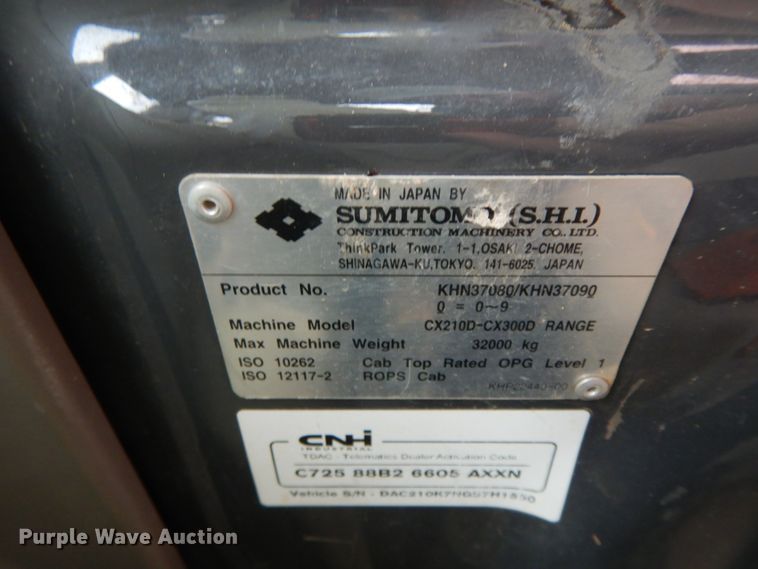 MADE IN JAPAN BY
SUMITOMO (S.H.I.)
CONSTRUCTION MACHINERY CO., LTD.
ThinkPark Tower. 1-1,OSAKI 2-CHOME,
SHINAGAWA-KU,TOKYO. 141-6025, JAPAN
Product No. KHN37080/KHN37090
0 = 0~9
Machine Model CX210D-CX300D RANGE
Max Machine Weight 32000 kg
ISO 10262 Cab Top Rated OPG Level 1
ISO 12117-2 ROPS Cab
CNH
INDUSTRIAL
TDAC - Telematics Dealer Activation Code
C725 88B2 6605 AXXN
Vehicle S/N -
Purple Wave Auction